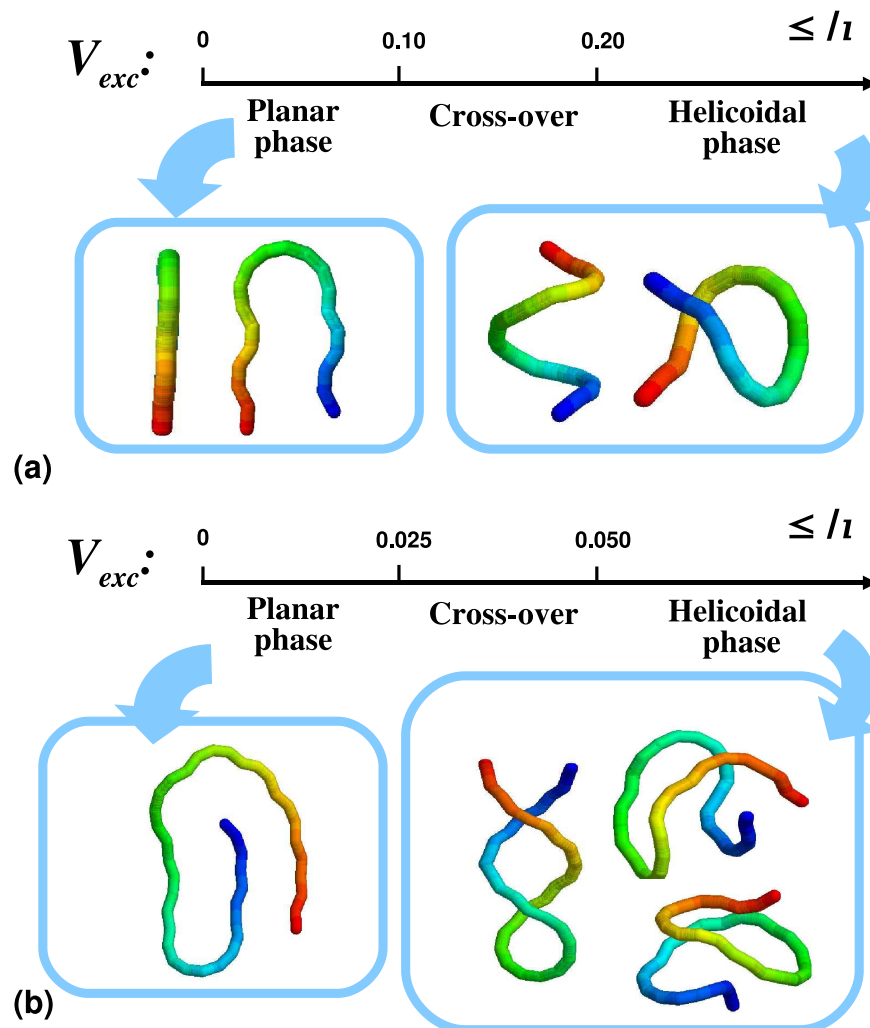 0 0.10 0.20 ≤ /ı
V_exc:
Planar Cross-over Helicoidal
phase phase
(a)
0 0.025 0.050 ≤ /ı
V_exc:
Planar Cross-over Helicoidal
phase phase
(b)